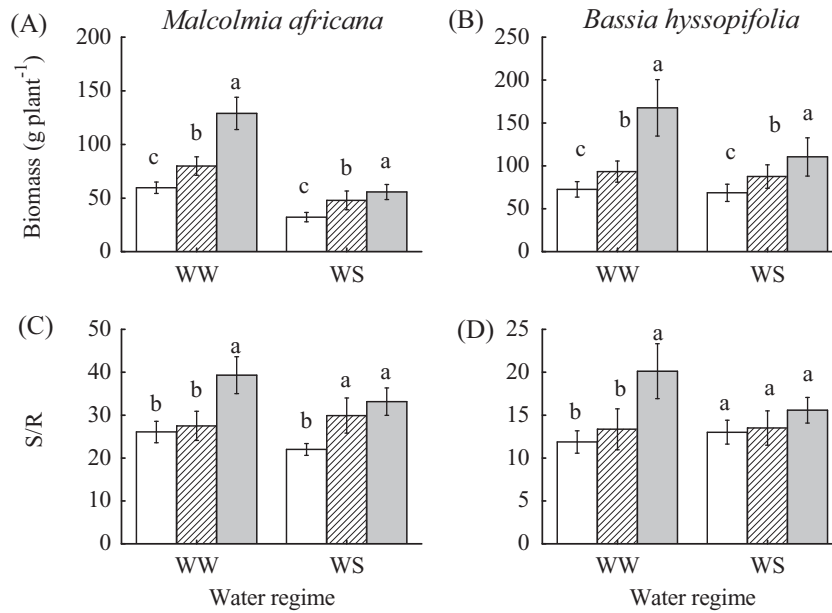 (A) Malcolmia africana
200
150
100
50
0
Biomass (g plant⁻¹)
c b a c b a
WW WS
(B) Bassia hyssopifolia
250
200
150
100
50
0
c b a c b a
WW WS
(C)
50
40
30
20
10
0
S/R
b b a b a a
WW WS
Water regime
(D)
25
20
15
10
5
0
b b a a a a
WW WS
Water regime